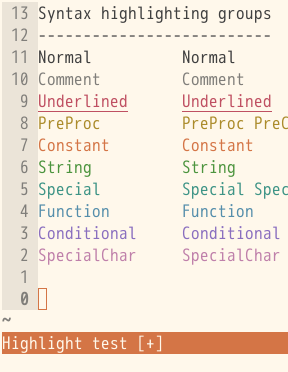 13 Syntax highlighting groups
12 --------------------------
11 Normal Normal
10 Comment Comment
9 Underlined Underlined
8 PreProc PreProc PreC
7 Constant Constant
6 String String
5 Special Special Spec
4 Function Function
3 Conditional Conditional
2 SpecialChar SpecialChar
1
0
~
Highlight test [+]